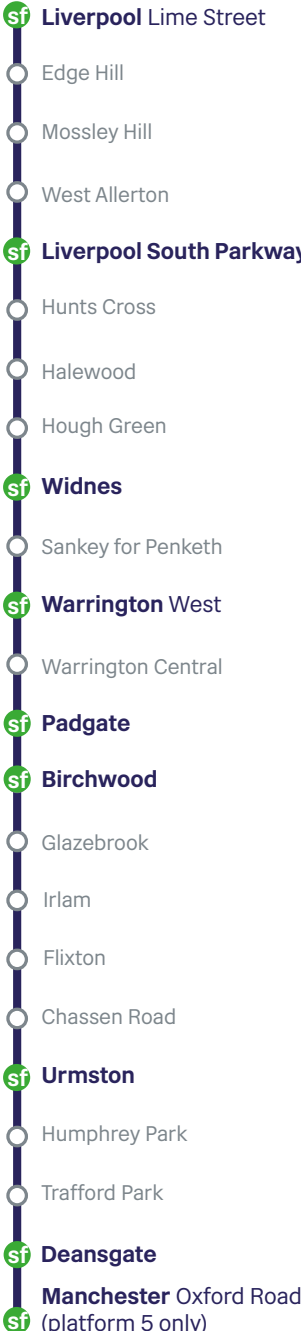 sf Liverpool Lime Street
Edge Hill
Mossley Hill
West Allerton
sf Liverpool South Parkway
Hunts Cross
Halewood
Hough Green
sf Widnes
Sankey for Penketh
sf Warrington West
Warrington Central
sf Padgate
sf Birchwood
Glazebrook
Irlam
Flixton
Chassen Road
sf Urmston
Humphrey Park
Trafford Park
sf Deansgate
Manchester Oxford Road
sf (platform 5 only)